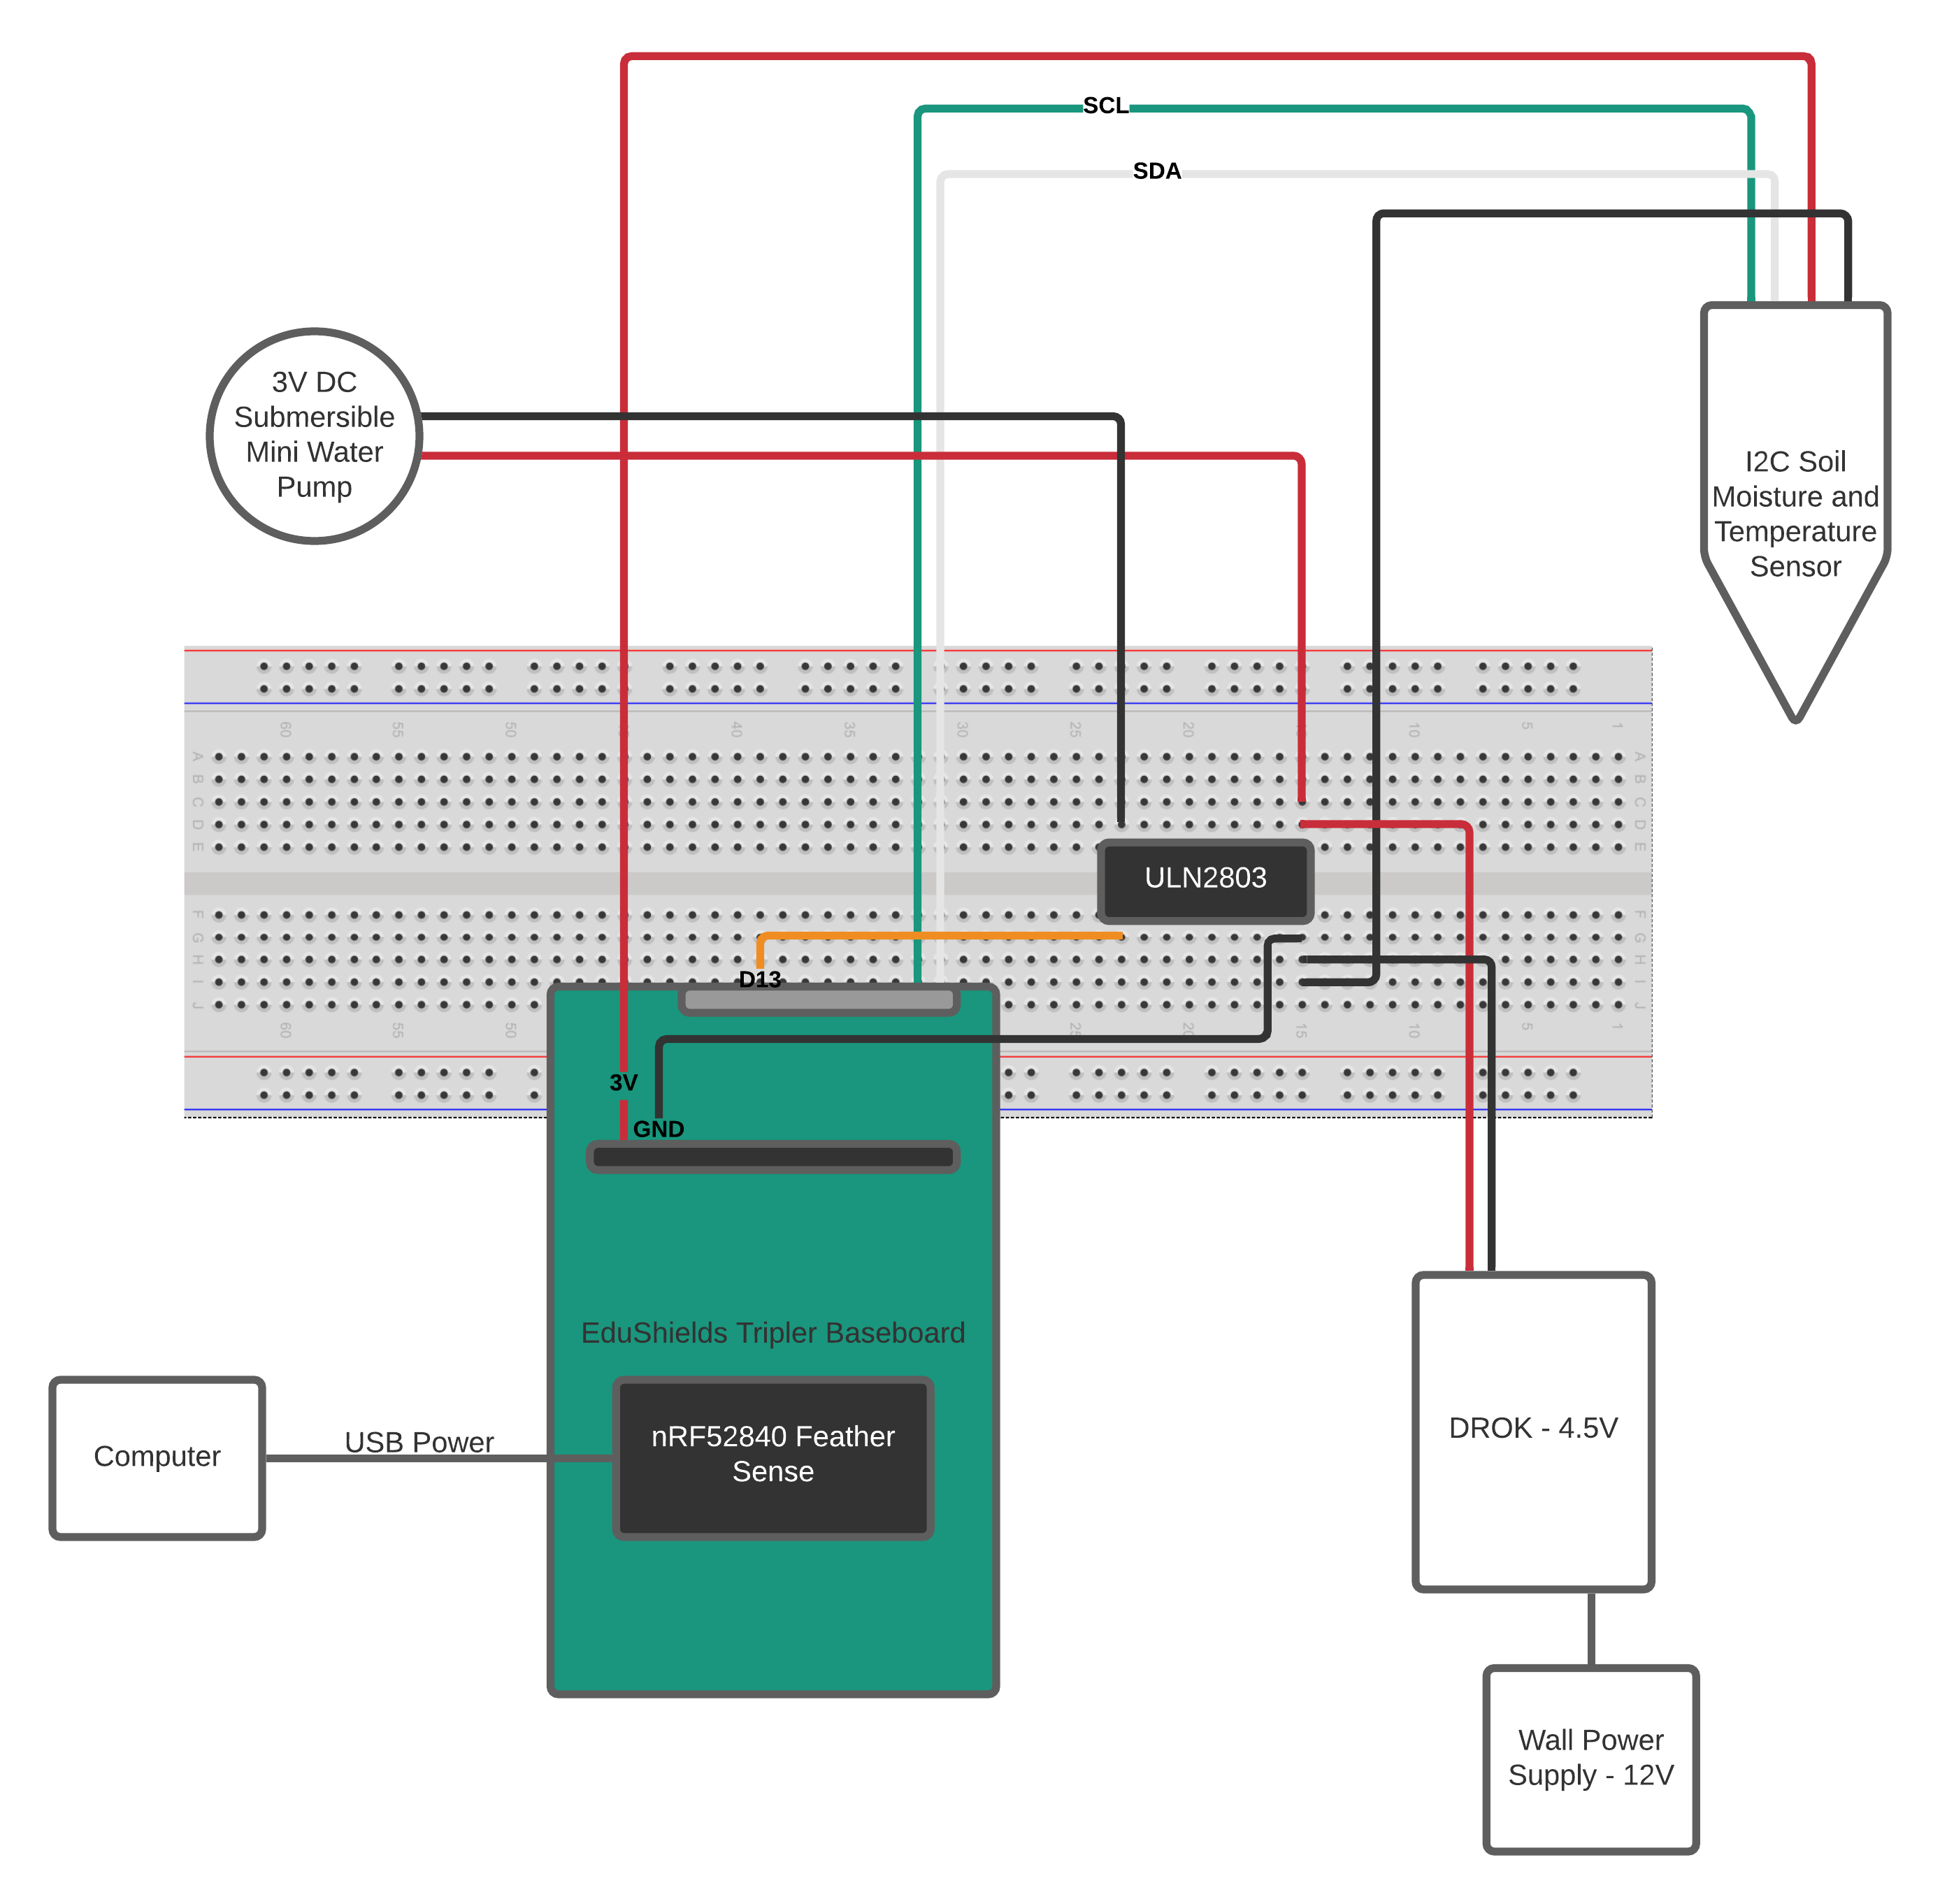 SCL
SDA
3V DC
Submersible
Mini Water
Pump
I2C Soil
Moisture and
Temperature
Sensor
60 55 50 40 35 30 25 20 10 5 1
A A
B B
C C
D D
E E
ULN2803
F F
G G
H H
D13
I I
J J
60 55 50 25 20 15 10 5 1
3V
GND
EduShields Tripler Baseboard
nRF52840 Feather
Sense
Computer
USB Power
DROK - 4.5V
Wall Power
Supply - 12V